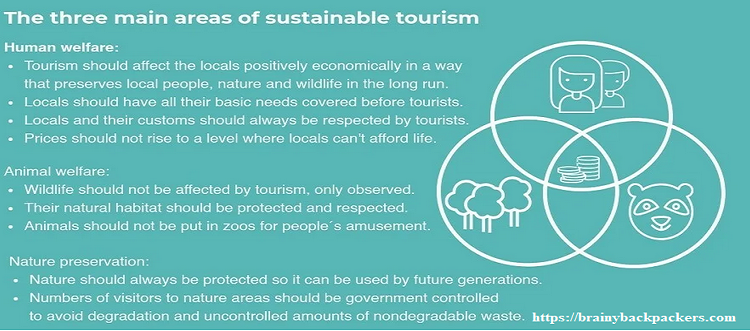 The three main areas of sustainable tourism
Human welfare:
• Tourism should affect the locals positively economically in a way
that preserves local people, nature and wildlife in the long run.
• Locals should have all their basic needs covered before tourists.
• Locals and their customs should always be respected by tourists.
• Prices should not rise to a level where locals can't afford life.
Animal welfare:
• Wildlife should not be affected by tourism, only observed.
• Their natural habitat should be protected and respected.
• Animals should not be put in zoos for people´s amusement.
Nature preservation:
• Nature should always be protected so it can be used by future generations.
• Numbers of visitors to nature areas should be government controlled
to avoid degradation and uncontrolled amounts of nondegradable waste.
https://brainybackpackers.com